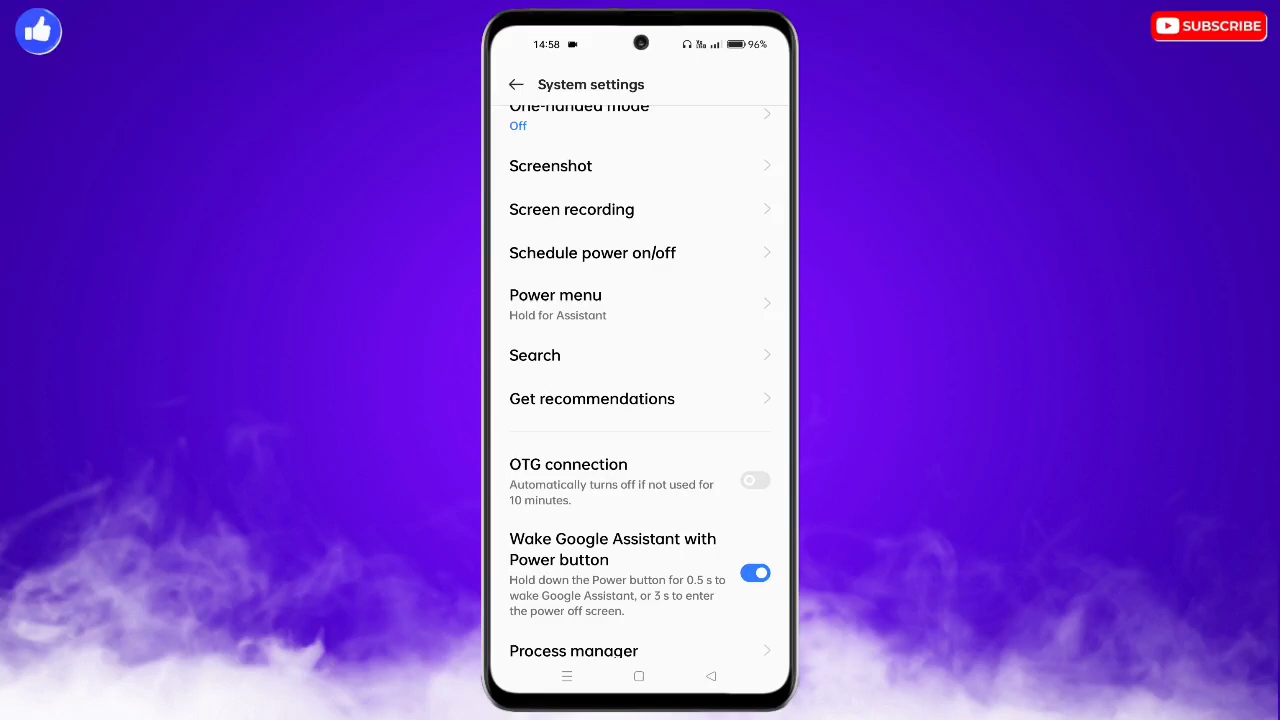 SUBSCRIBE
14:58
96%
System settings
One-handed mode
Off
Screenshot
Screen recording
Schedule power on/off
Power menu
Hold for Assistant
Search
Get recommendations
OTG connection
Automatically turns off if not used for
10 minutes.
Wake Google Assistant with
Power button
Hold down the Power button for 0.5 s to
wake Google Assistant, or 3 s to enter
the power off screen.
Process manager